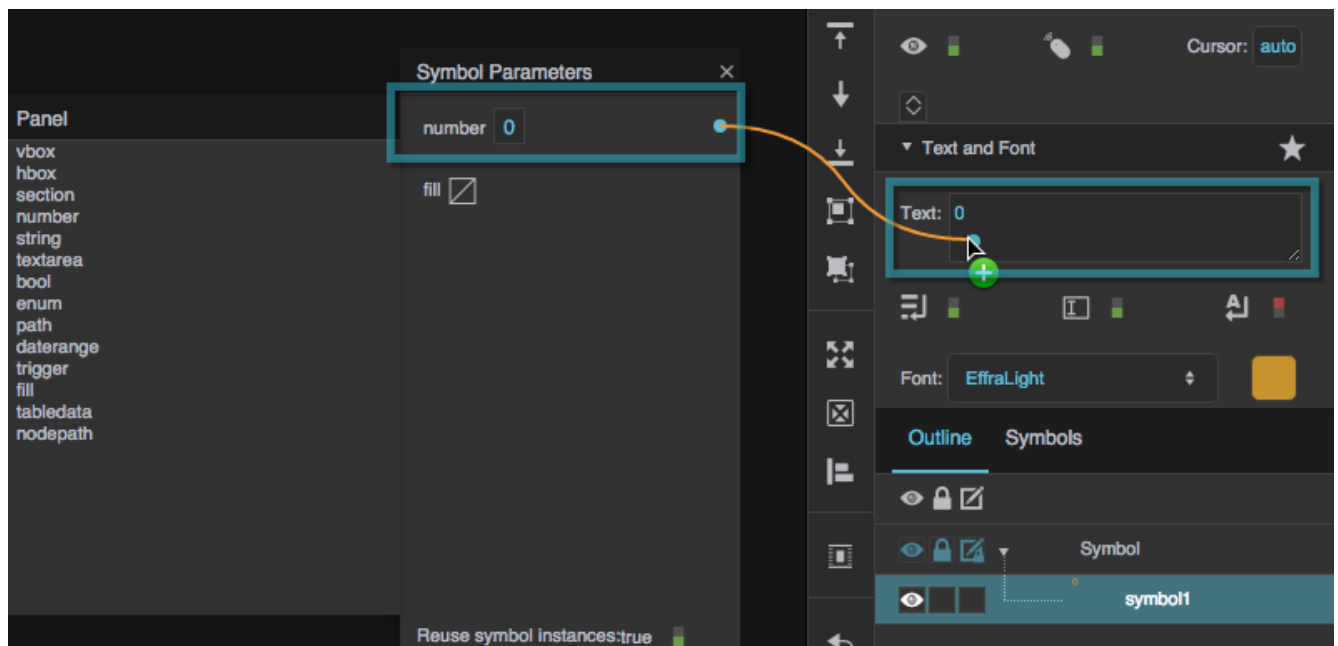 Panel
vbox
hbox
section
number
string
textarea
bool
enum
path
daterange
trigger
fill
tabledata
nodepath
Symbol Parameters
number 0
fill
Reuse symbol instances:true
Cursor: auto
Text and Font
Text: 0
Font: EffraLight
Outline Symbols
Symbol
0
symbol1